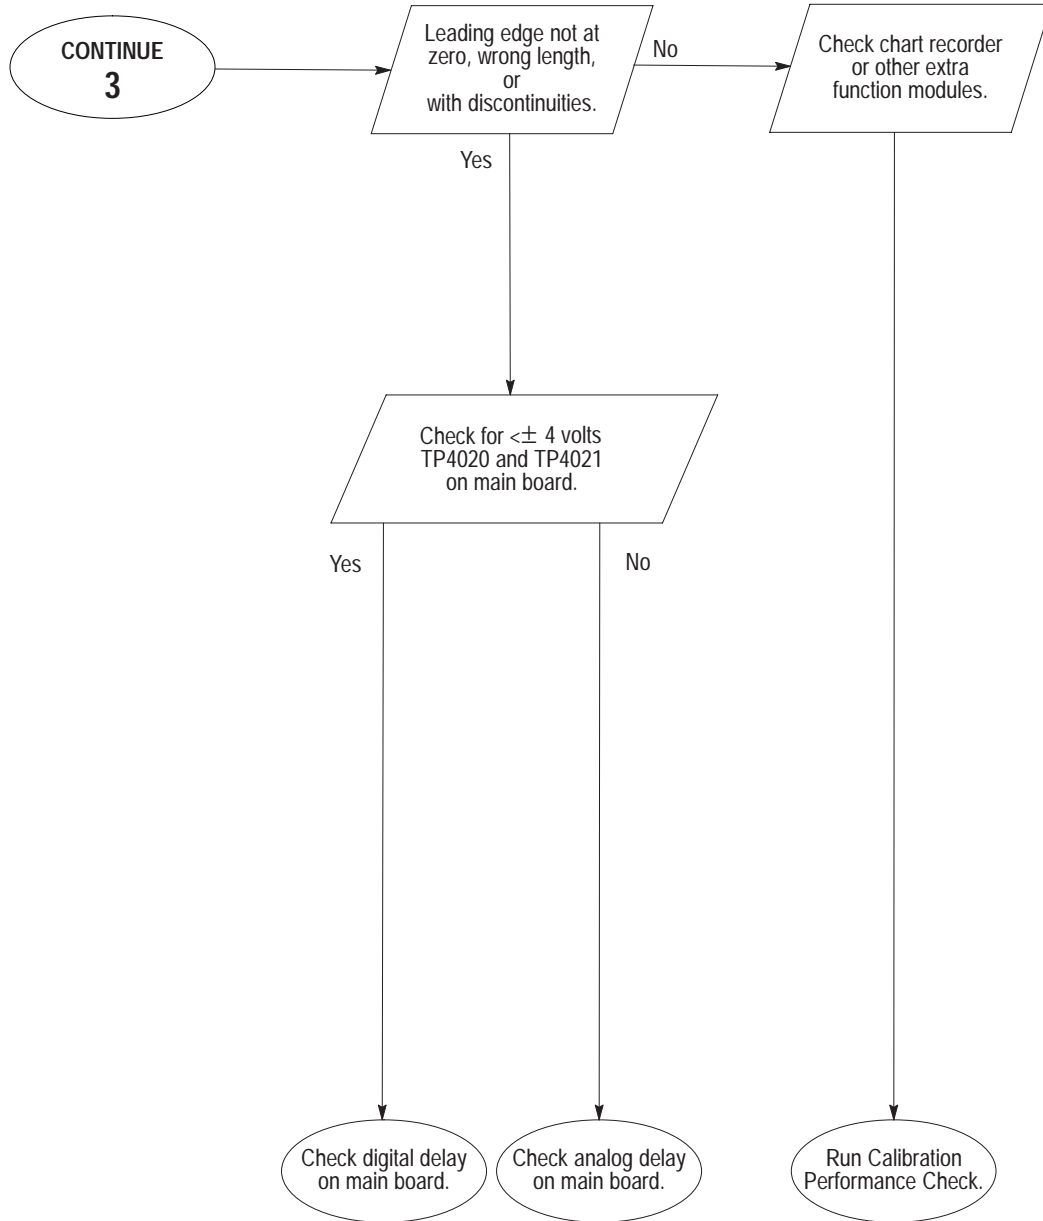 CONTINUE
3
Leading edge not at
zero, wrong length,
or
with discontinuities.
No
Check chart recorder
or other extra
function modules.
Yes
Check for <± 4 volts
TP4020 and TP4021
on main board.
Yes
No
Check digital delay
on main board.
Check analog delay
on main board.
Run Calibration
Performance Check.